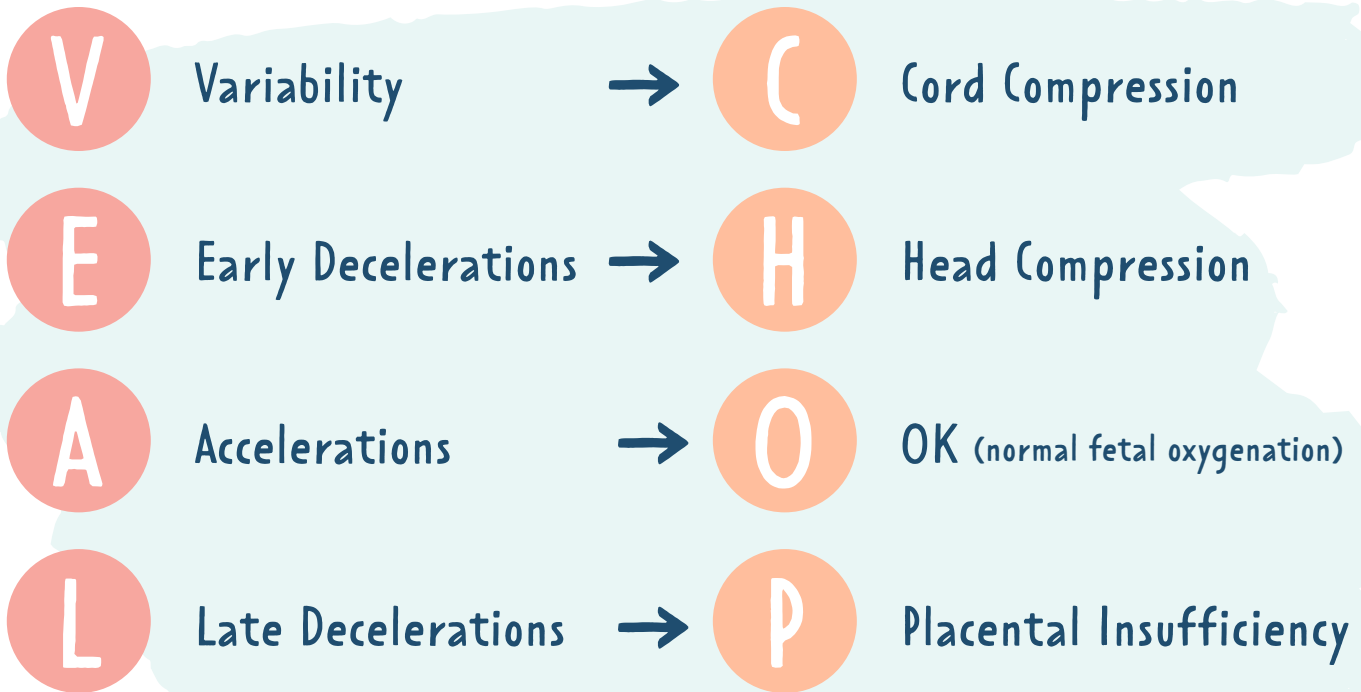 V Variability → C Cord Compression
E Early Decelerations → H Head Compression
A Accelerations → O OK (normal fetal oxygenation)
L Late Decelerations → P Placental Insufficiency